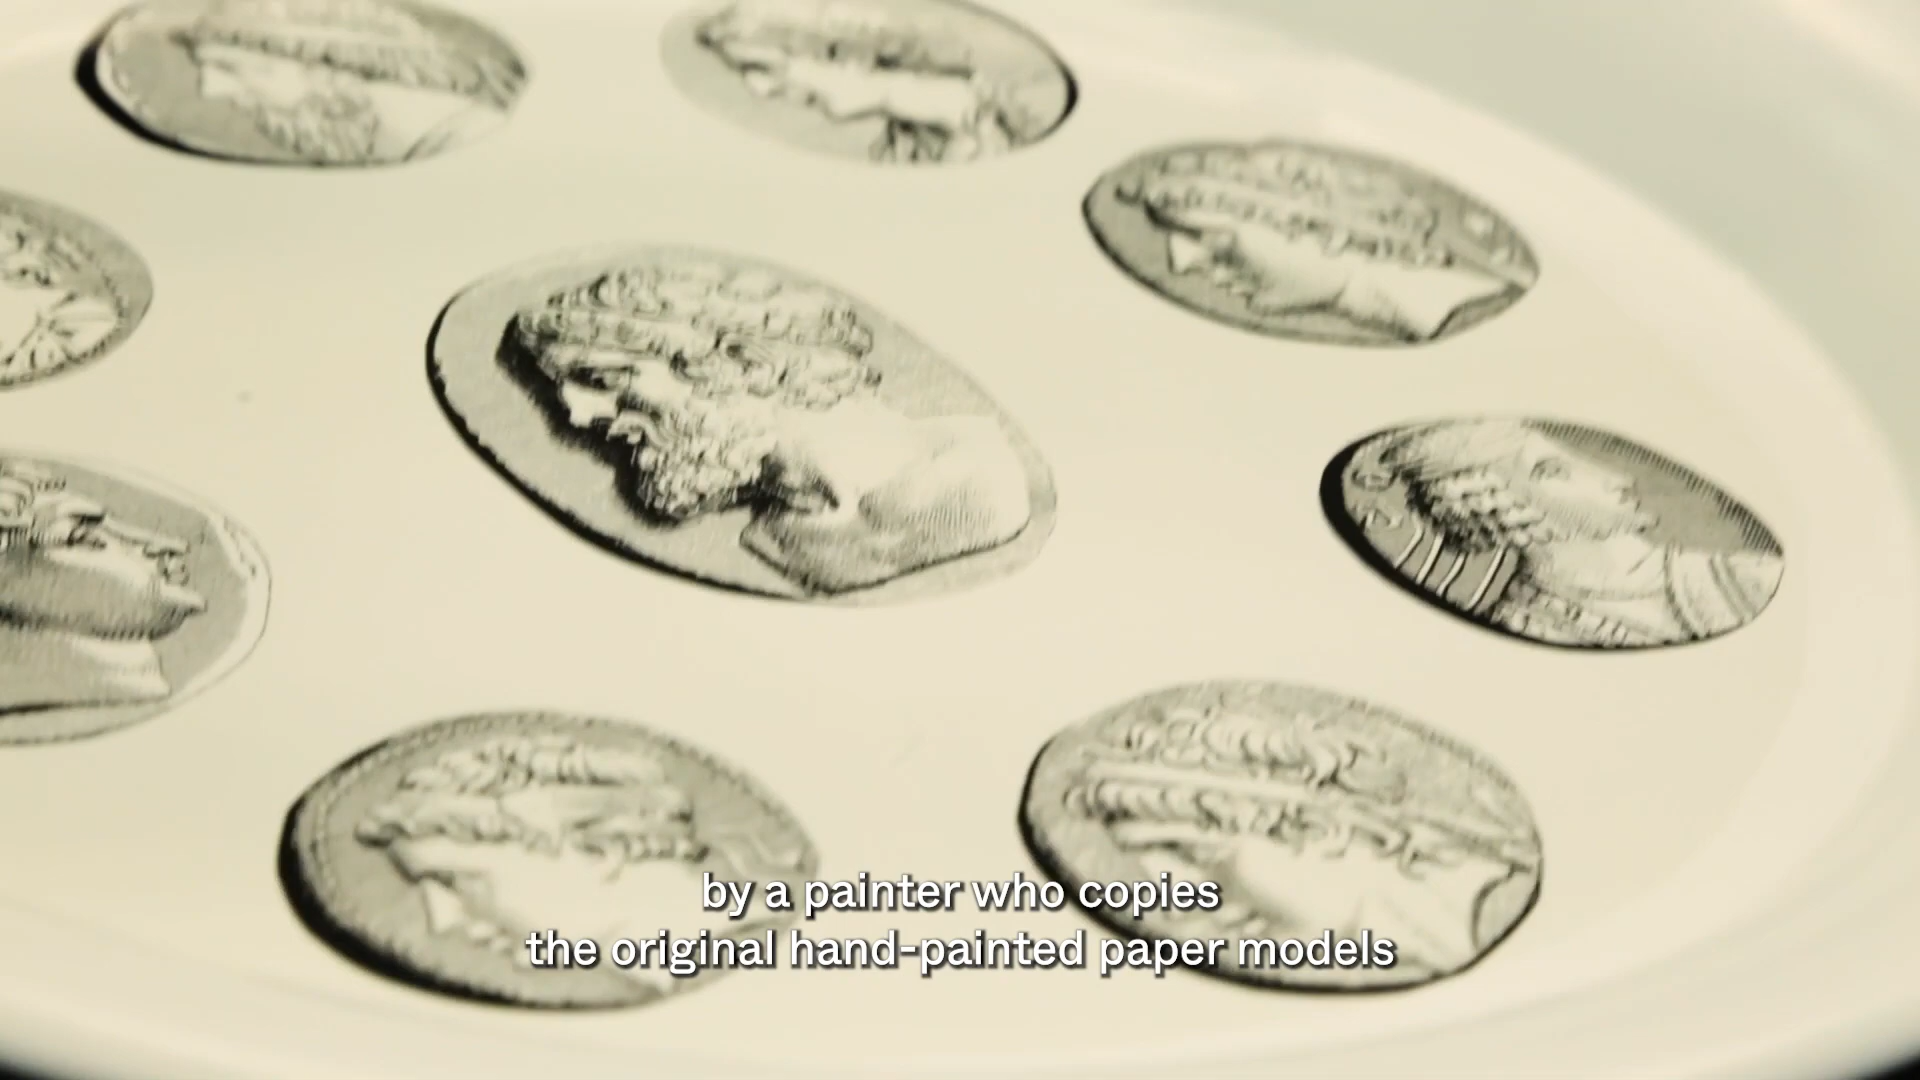 by a painter who copies
the original hand-painted paper models